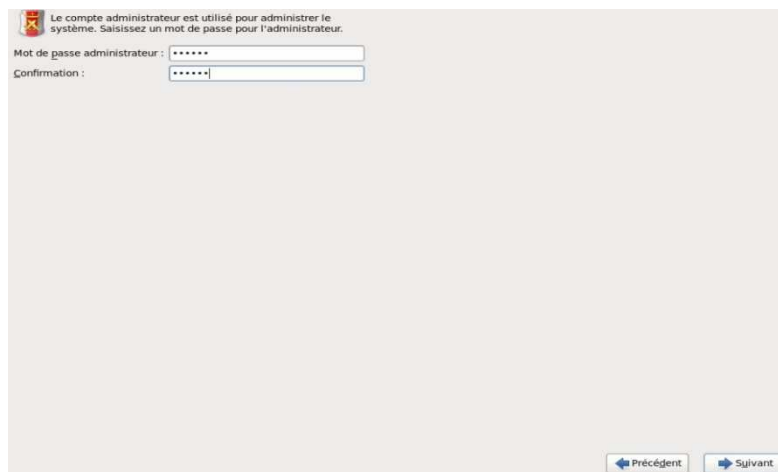 Le compte administrateur est utilisé pour administrer le
système. Saisissez un mot de passe pour l'administrateur.
Mot de passe administrateur : ••••••
Confirmation : ••••••
Précédent Suivant